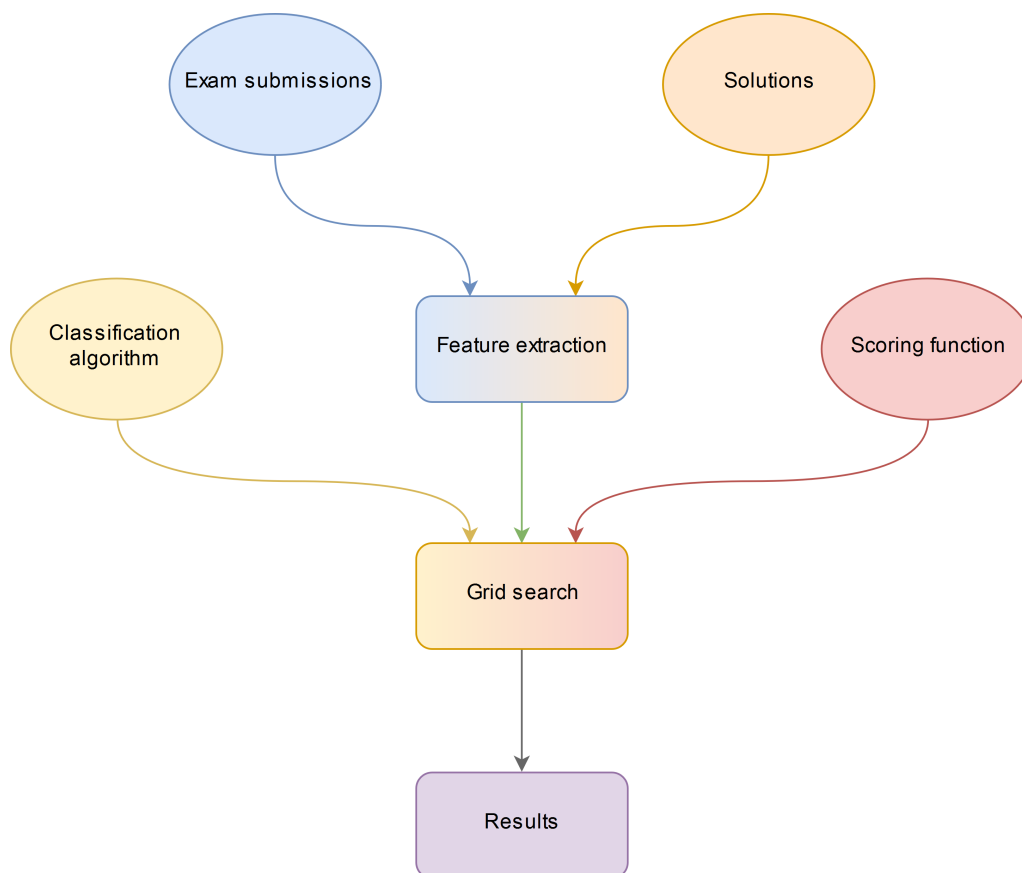 Exam submissions
Solutions
Classification
algorithm
Feature extraction
Scoring function
Grid search
Results